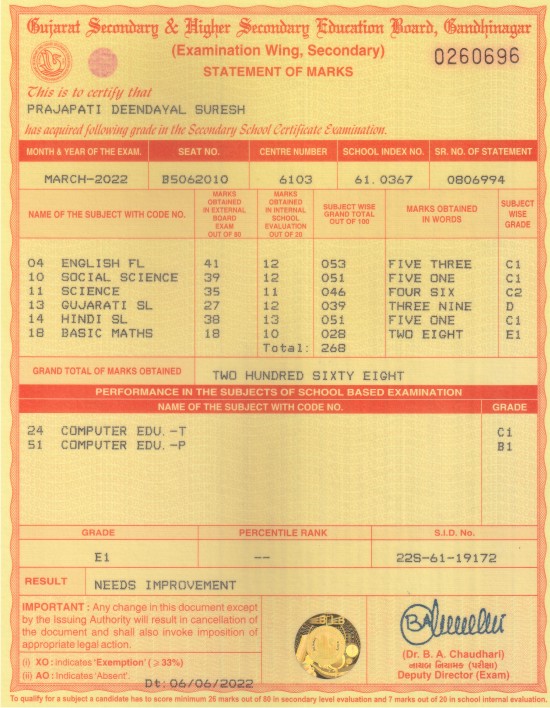 Gujarat Secondary & Higher Secondary Education Board, Gandhinagar
(Examination Wing, Secondary)
0260696
STATEMENT OF MARKS
This is to certify that
PRAJAPATI DEENDAYAL SURESH
has acquired following grade in the Secondary School Certificate Examination.
MONTH & YEAR OF THE EXAM. SEAT NO. CENTRE NUMBER SCHOOL INDEX NO. SR. NO. OF STATEMENT
MARCH-2022 B5062010 6103 61.0367 0806994
NAME OF THE SUBJECT WITH CODE NO. MARKS OBTAINED IN EXTERNAL BOARD EXAM OUT OF 80 MARKS OBTAINED IN INTERNAL SCHOOL EVALUATION OUT OF 20 SUBJECT WISE GRAND TOTAL OUT OF 100 MARKS OBTAINED IN WORDS SUBJECT WISE GRADE
04 ENGLISH FL 41 12 053 FIVE THREE C1
10 SOCIAL SCIENCE 39 12 051 FIVE ONE C1
11 SCIENCE 35 11 046 FOUR SIX C2
13 GUJARATI SL 27 12 039 THREE NINE D
14 HINDI SL 38 13 051 FIVE ONE C1
18 BASIC MATHS 18 10 028 TWO EIGHT E1
Total: 268
GRAND TOTAL OF MARKS OBTAINED TWO HUNDRED SIXTY EIGHT
PERFORMANCE IN THE SUBJECTS OF SCHOOL BASED EXAMINATION
NAME OF THE SUBJECT WITH CODE NO. GRADE
24 COMPUTER EDU.-T C1
51 COMPUTER EDU.-P B1
GRADE PERCENTILE RANK S.I.D. No.
E1 -- 22S-61-19172
RESULT NEEDS IMPROVEMENT
IMPORTANT : Any change in this document except
by the Issuing Authority will result in cancellation
of the document and shall also invoke imposition of
appropriate legal action.
(i) XO : indicates 'Exemption' (≥ 33%)
(ii) AO : Indicates 'Absent'.
Dt: 06/06/2022
(Dr. B. A. Chaudhari)
નાયબ નિયામક (પરીક્ષા)
Deputy Director (Exam)
To qualify for a subject a candidate has to score minimum 26 marks out of 80 in secondary level evaluation and 7 marks out of 20 in school internal evaluation.